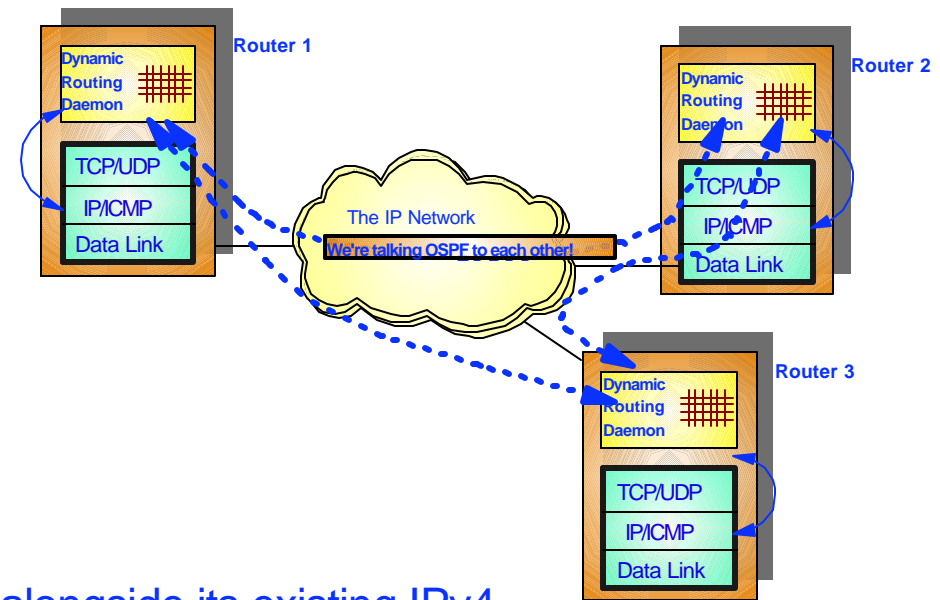 Router 1
Dynamic
Routing
Daemon
TCP/UDP
IP/ICMP
Data Link
The IP Network
We're talking OSPF to each other!
Router 2
Dynamic
Routing
Daemon
TCP/UDP
IP/ICMP
Data Link
Router 3
Dynamic
Routing
Daemon
TCP/UDP
IP/ICMP
Data Link
alongside its existing IPv4